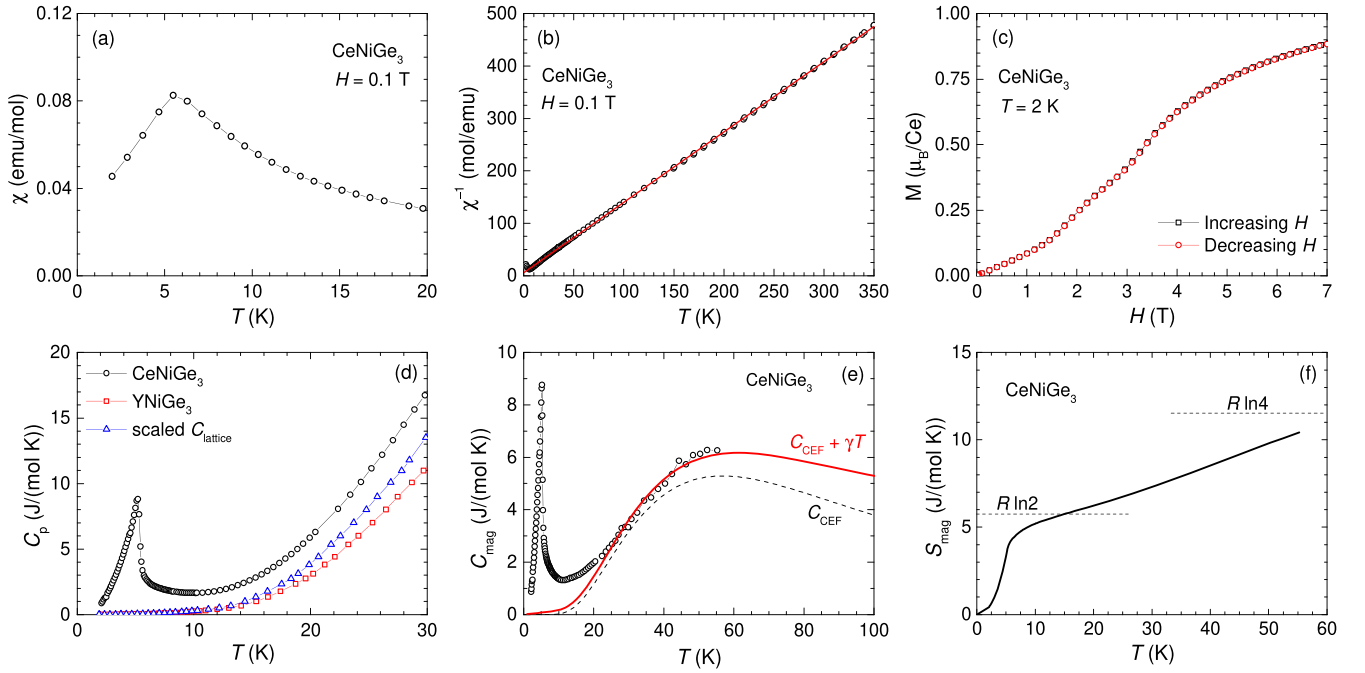 (a)
CeNiGe3
H = 0.1 T
χ (emu/mol)
0.12
0.08
0.04
0.00
0 5 10 15 20
T (K)
(b)
CeNiGe3
H = 0.1 T
χ⁻¹ (mol/emu)
500
400
300
200
100
0
0 50 100 150 200 250 300 350
T (K)
(c)
CeNiGe3
T = 2 K
M (μB/Ce)
1.00
0.75
0.50
0.25
0.00
Increasing H
Decreasing H
0 1 2 3 4 5 6 7
H (T)
(d)
CeNiGe3
YNiGe3
scaled Clattice
Cp (J/(mol K))
20
15
10
5
0
0 10 20 30
T (K)
(e)
CeNiGe3
Cmag (J/(mol K))
10
8
6
4
2
0
CCEF + γT
CCEF
0 20 40 60 80 100
T (K)
(f)
CeNiGe3
R ln4
R ln2
Smag (J/(mol K))
15
10
5
0
0 10 20 30 40 50 60
T (K)